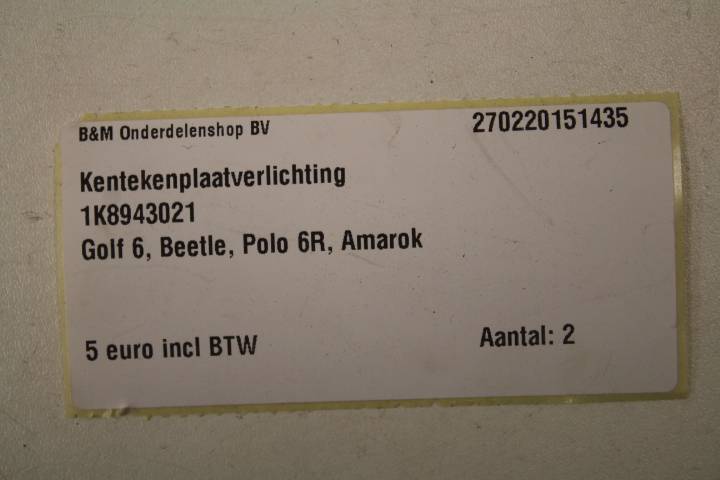 B&M Onderdelenshop BV 270220151435
Kentekenplaatverlichting
1K8943021
Golf 6, Beetle, Polo 6R, Amarok
5 euro incl BTW Aantal: 2